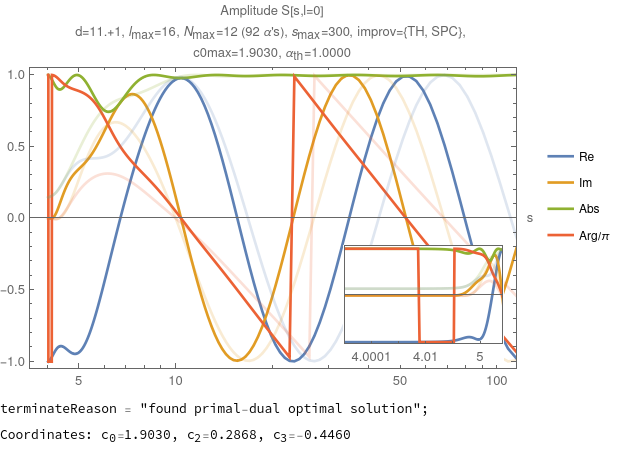 Amplitude S[s,l=0]
d=11.+1, lmax=16, Nmax=12 (92 α's), smax=300, improv={TH, SPC},
c0max=1.9030, αth=1.0000
1.0
0.5
0.0
-0.5
-1.0
5
10
50
100
s
4.0001
4.01
5
Re
Im
Abs
Arg/π
terminateReason = "found primal-dual optimal solution";
Coordinates: c0=1.9030, c2=0.2868, c3=-0.4460